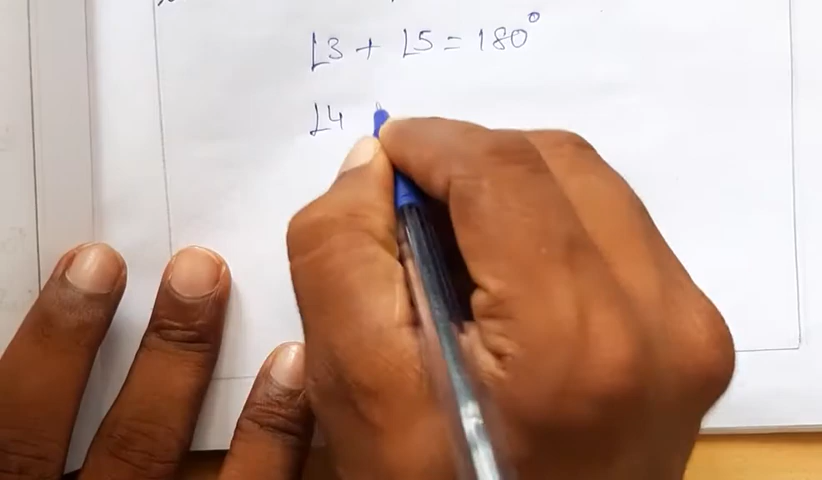 ∠3 + ∠5 = 180°
∠4